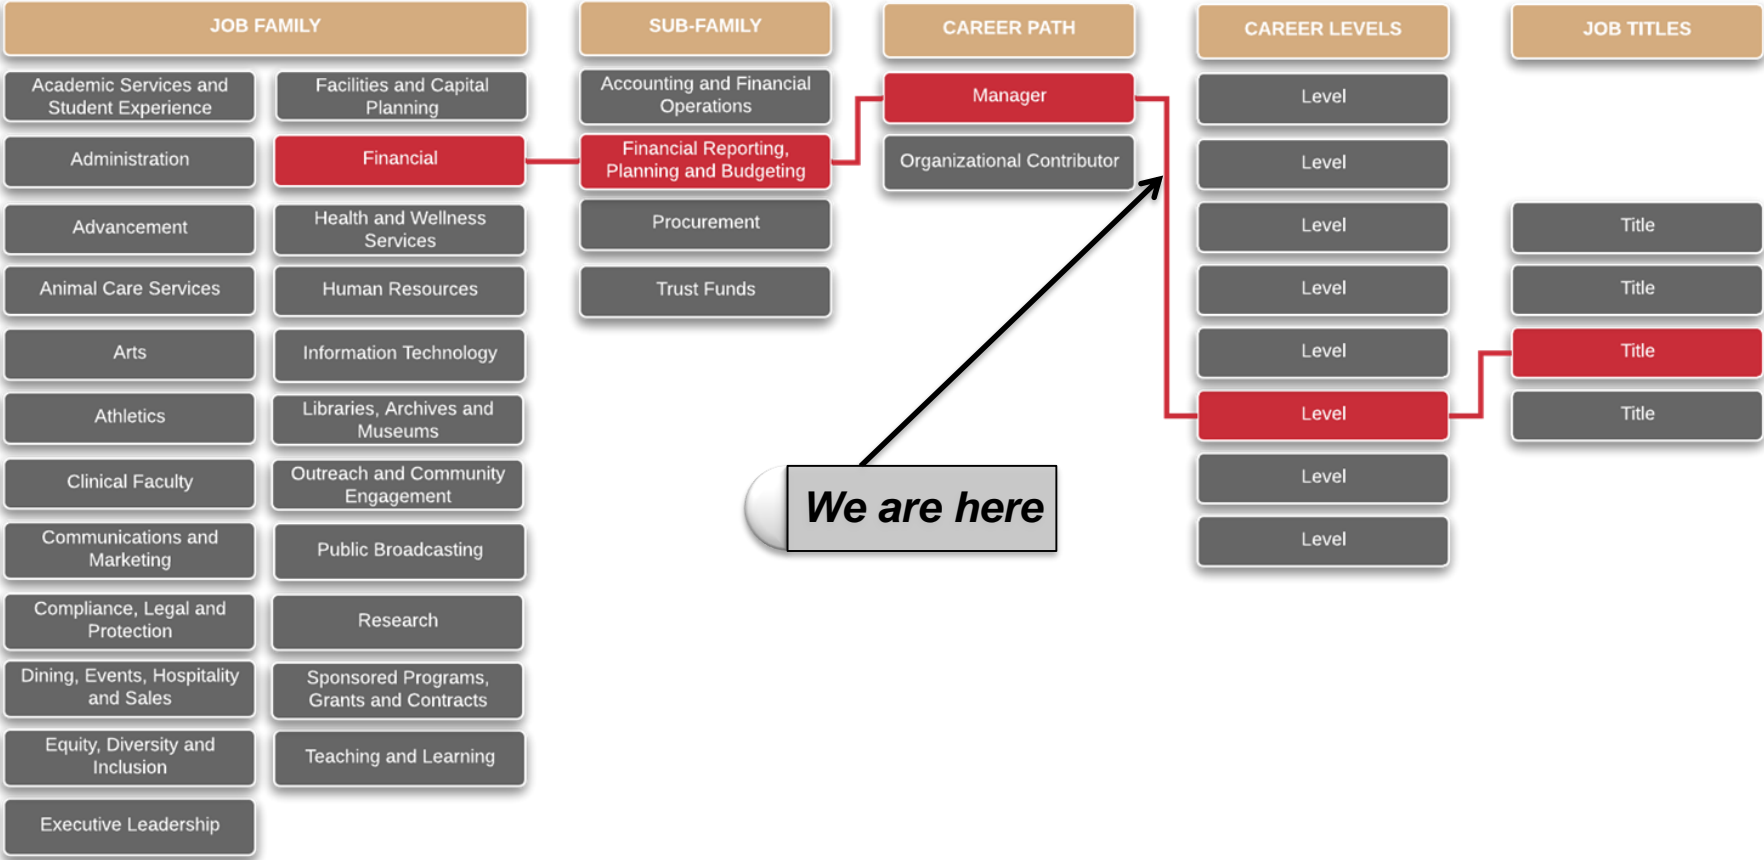 JOB FAMILY
SUB-FAMILY
CAREER PATH
CAREER LEVELS
JOB TITLES
Academic Services and
Student Experience
Administration
Advancement
Animal Care Services
Arts
Athletics
Clinical Faculty
Communications and
Marketing
Compliance, Legal and
Protection
Dining, Events, Hospitality
and Sales
Equity, Diversity and
Inclusion
Executive Leadership
Facilities and Capital
Planning
Financial
Health and Wellness
Services
Human Resources
Information Technology
Libraries, Archives and
Museums
Outreach and Community
Engagement
Public Broadcasting
Research
Sponsored Programs,
Grants and Contracts
Teaching and Learning
Accounting and Financial
Operations
Financial Reporting,
Planning and Budgeting
Procurement
Trust Funds
Manager
Organizational Contributor
We are here
Level
Level
Level
Level
Level
Level
Level
Level
Title
Title
Title
Title